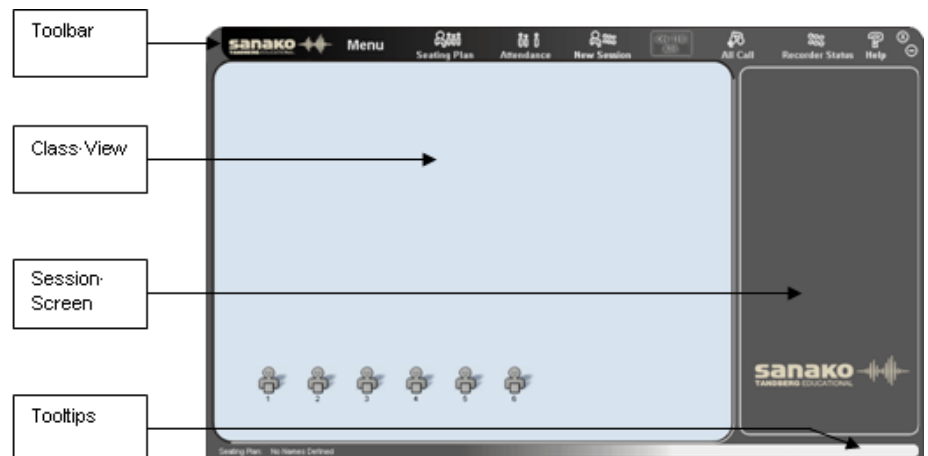 Toolbar
sanako
TANDBERG EDUCATIONAL
Menu
Seating Plan
Attendance
New Session
All Call
Recorder Status
Help
Class View
Session
Screen
1 2 3 4 5 6
sanako
TANDBERG EDUCATIONAL
Tooltips
Seating Plan: No Names Defined